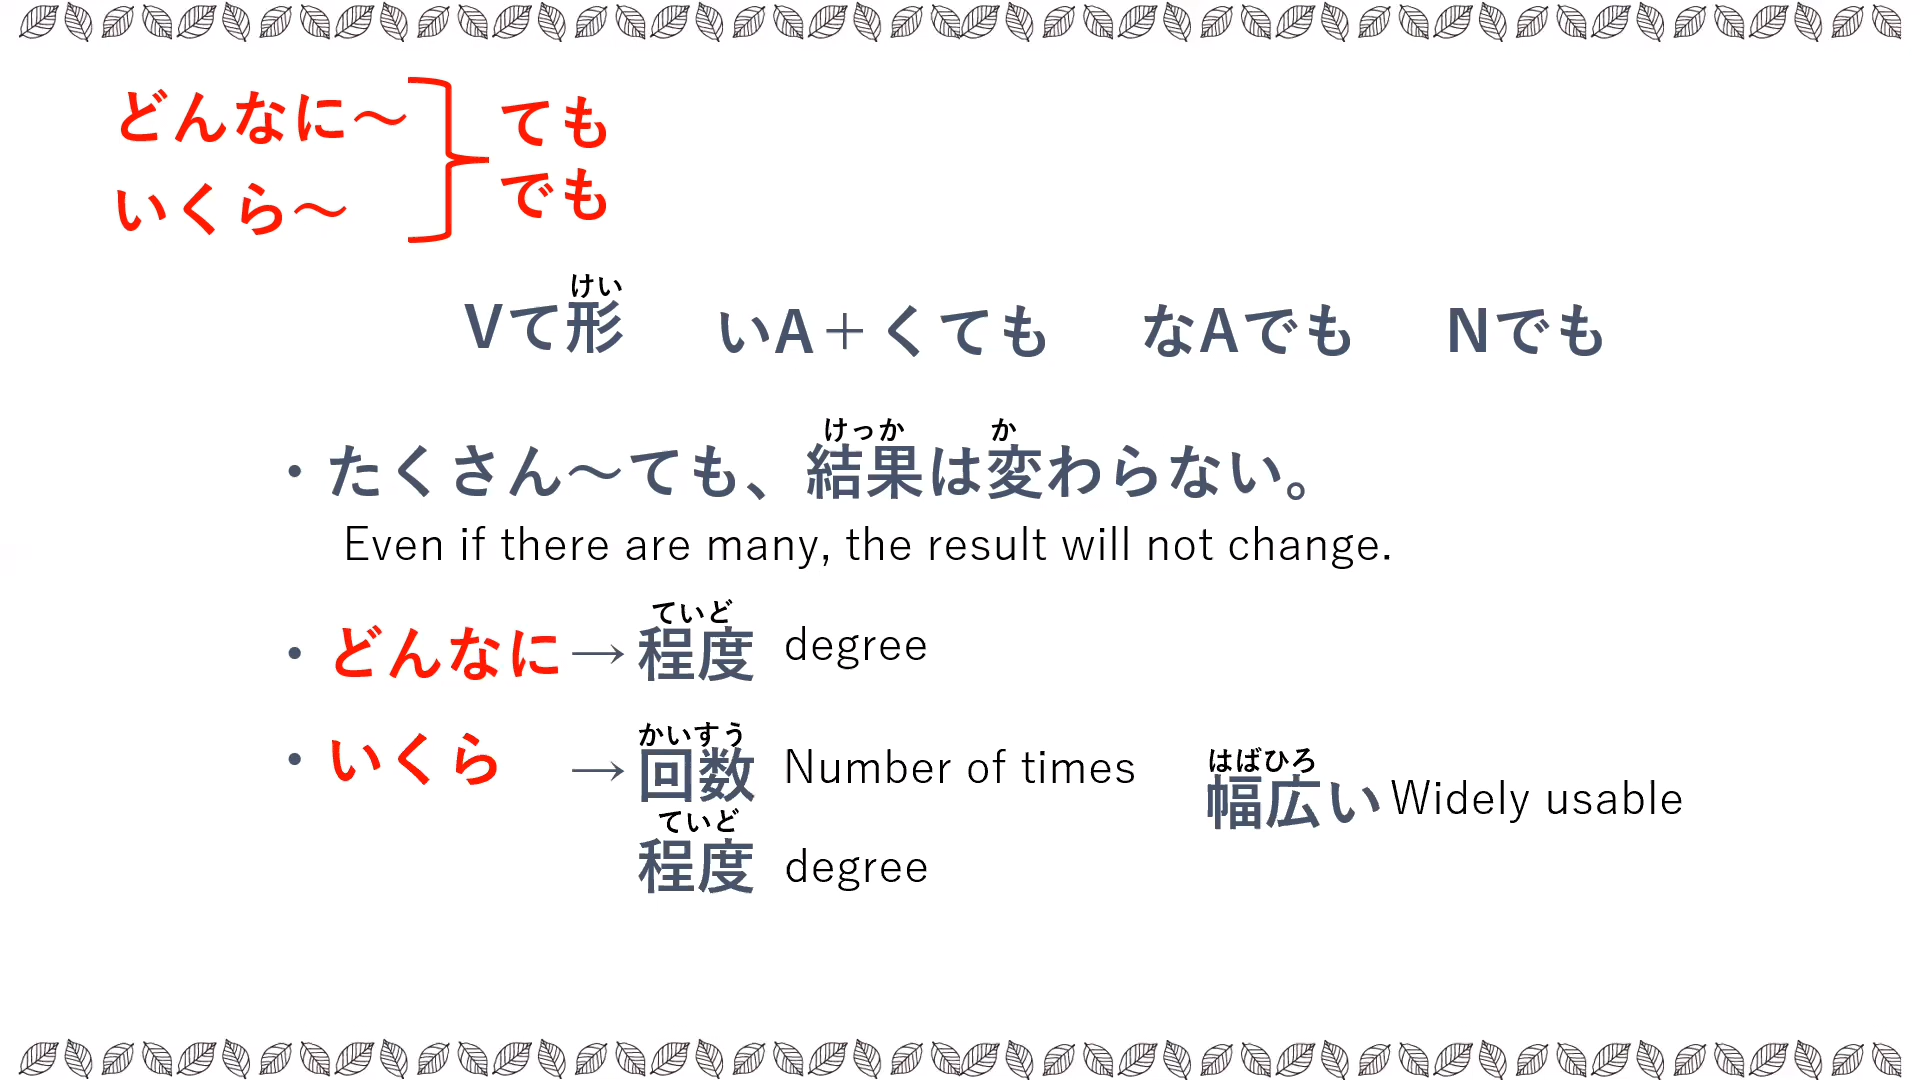 どんなに～
いくら～
ても
でも
けい
Vて形 いA＋くても なAでも Nでも
けっか か
・たくさん～ても、結果は変わらない。
Even if there are many, the result will not change.
ていど
・どんなに→程度 degree
かいすう
・いくら →回数 Number of times
はばひろ
幅広い Widely usable
ていど
程度 degree